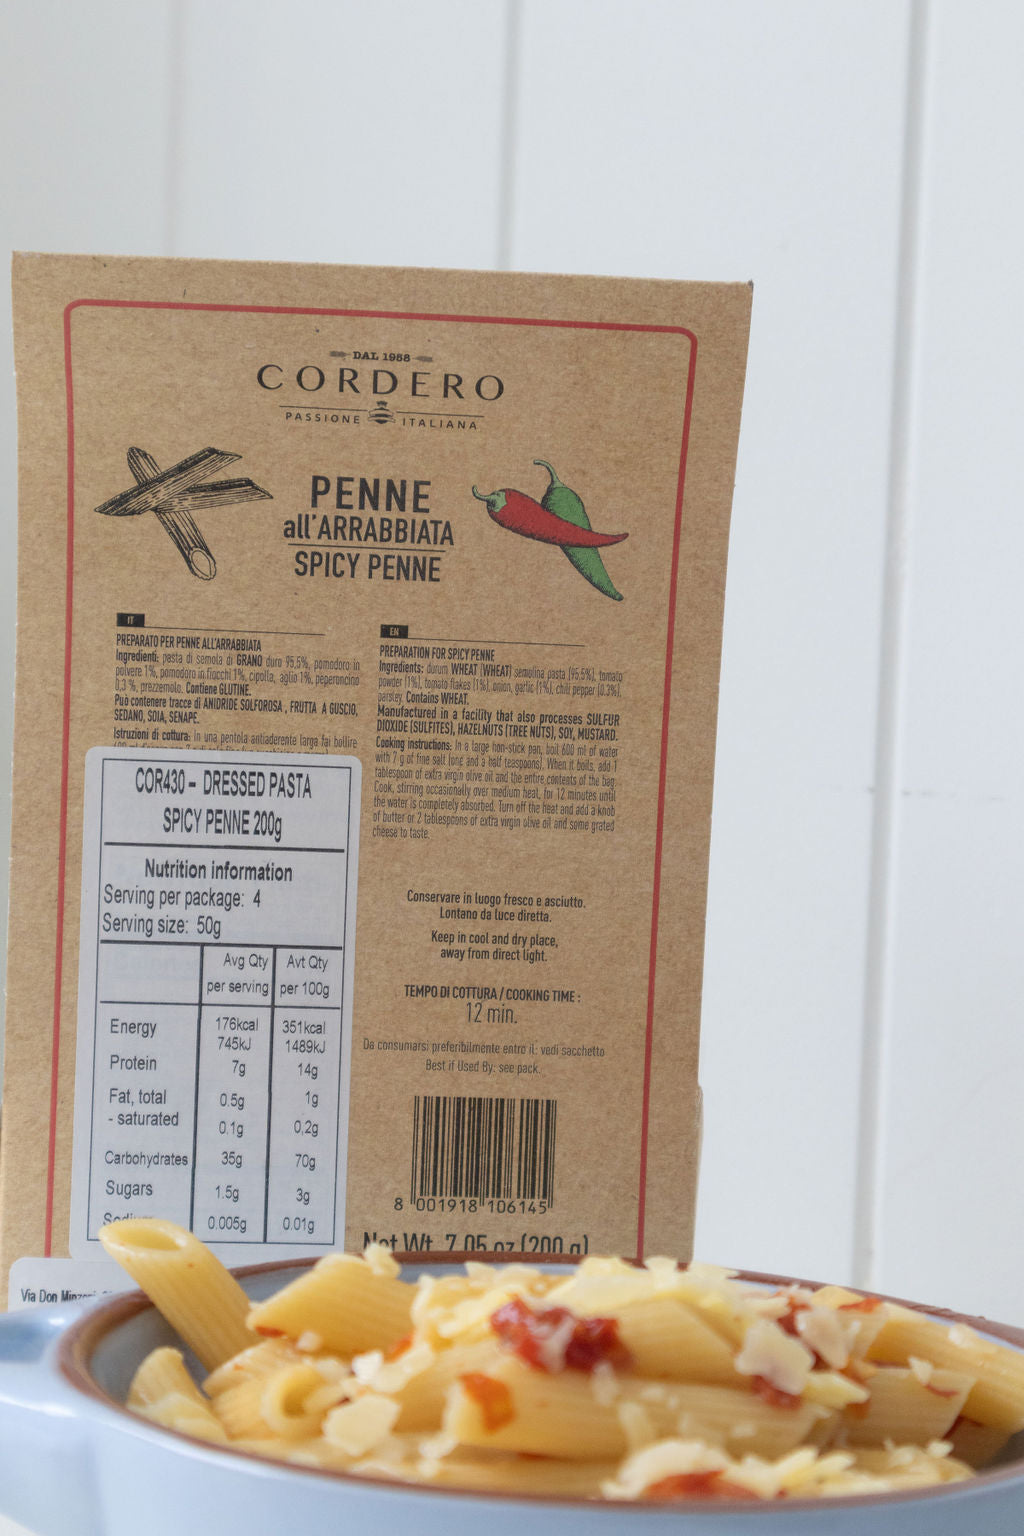 DAL 1958
CORDERO
PASSIONE ITALIANA
PENNE
all'ARRABBIATA
SPICY PENNE
IT
PREPARATO PER PENNE ALL'ARRABBIATA
Ingredienti: pasta di semola di GRANO duro 95,5%, pomodoro in
polvere 1%, pomodoro in fiocchi 1%, cipolla, aglio 1%, peperoncino
0,3 %, prezzemolo. Contiene GLUTINE.
Può contenere tracce di ANIDRIDE SOLFOROSA , FRUTTA A GUSCIO,
SEDANO, SOIA, SENAPE.
Istruzioni di cottura: in una pentola antiaderente larga fai bollire
EN
PREPARATION FOR SPICY PENNE
Ingredients: durum WHEAT (WHEAT) semolina pasta (95,5%), tomato
powder (1%), tomato flakes (1%), onion, garlic (1%), chili pepper (0.3%),
parsley. Contains WHEAT.
Manufactured in a facility that also processes SULFUR
DIOXIDE (SULFITES), HAZELNUTS (TREE NUTS), SOY, MUSTARD.
Cooking instructions: In a large non-stick pan, boil 600 ml of water
with 7 g of fine salt (one and a half teaspoons). When it boils, add 1
tablespoon of extra virgin olive oil and the entire contents of the bag.
Cook, stirring occasionally over medium heat, for 12 minutes until
the water is completely absorbed. Turn off the heat and add a knob
of butter or 2 tablespoons of extra virgin olive oil and some grated
cheese to taste.
COR430 – DRESSED PASTA
SPICY PENNE 200g
Nutrition information
Serving per package: 4
Serving size: 50g
Avg Qty per serving Avt Qty per 100g
Energy 176kcal 351kcal
745kJ 1489kJ
Protein 7g 14g
Fat, total 0.5g 1g
- saturated 0.1g 0,2g
Carbohydrates 35g 70g
Sugars 1.5g 3g
Sodium 0.005g 0.01g
Conservare in luogo fresco e asciutto.
Lontano da luce diretta.
Keep in cool and dry place,
away from direct light.
TEMPO DI COTTURA / COOKING TIME :
12 min.
Da consumarsi preferibilmente entro il: vedi sacchetto
Best if Used By: see pack.
8 001918 106145
Net Wt. 7.05 oz (200 g)
Via Don Minzoni